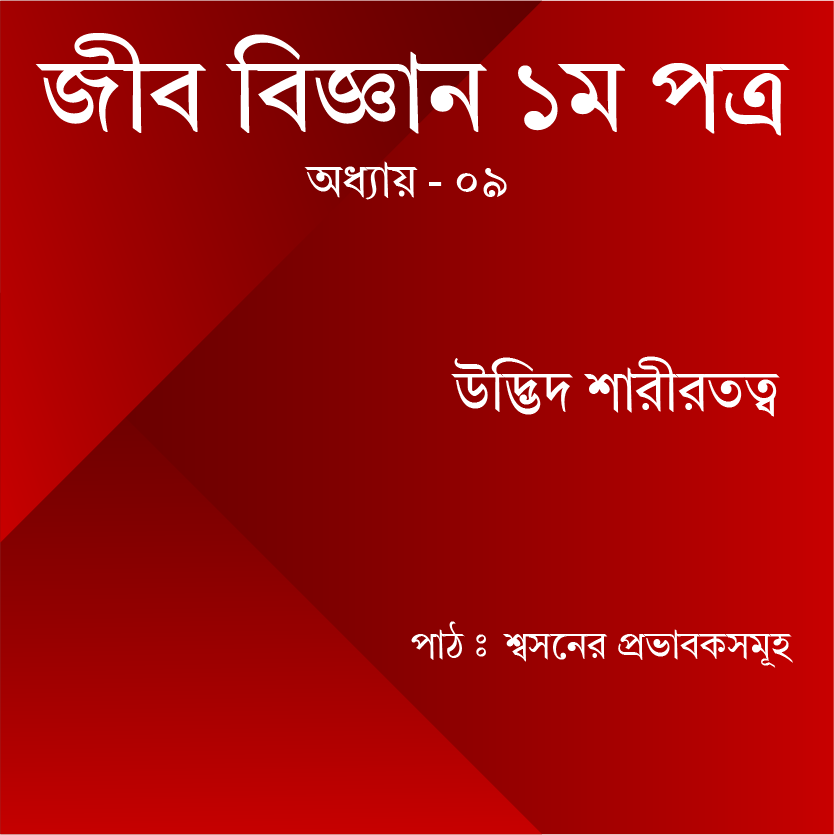 জীব বিজ্ঞান ১ম পত্র
অধ্যায় - ০৯
উদ্ভিদ শারীরতত্ব
পাঠ ঃ শ্বসনের প্রভাবকসমূহ